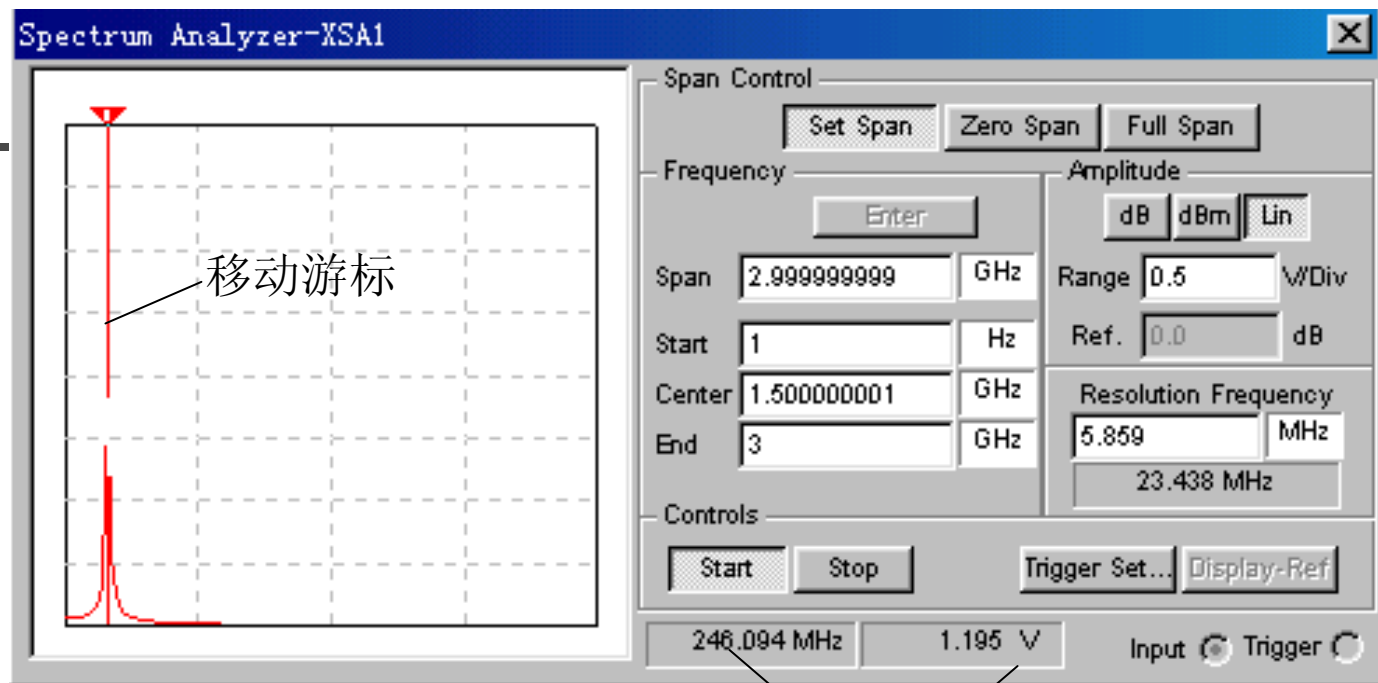 Spectrum Analyzer-XSA1
移动游标
Span Control
Set Span Zero Span Full Span
Frequency
Enter
Span 2.999999999 GHz
Start 1 Hz
Center 1.500000001 GHz
End 3 GHz
Amplitude
dB dBm Lin
Range 0.5 V/Div
Ref. 0.0 dB
Resolution Frequency
5.859 MHz
23.438 MHz
Controls
Start Stop Trigger Set... Display-Ref
246.094 MHz 1.195 V Input Trigger